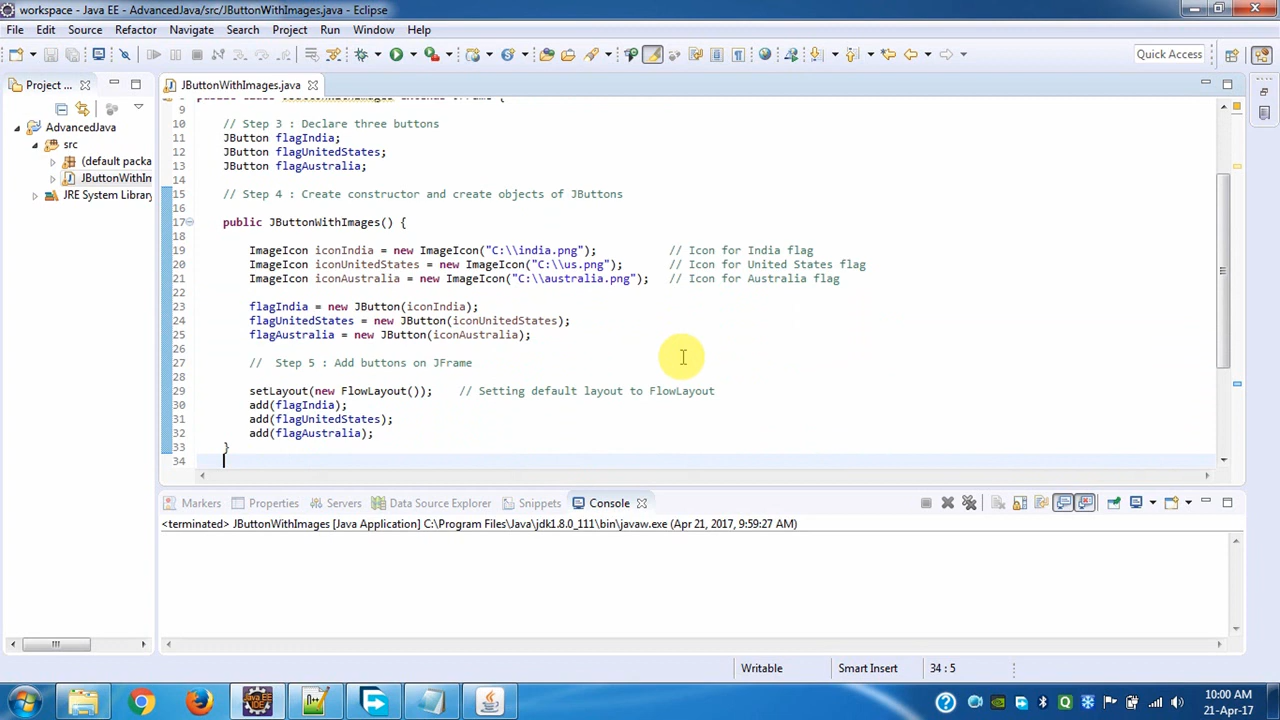 workspace - Java EE - AdvancedJava/src/JButtonWithImages.java - Eclipse
File Edit Source Refactor Navigate Search Project Run Window Help
Quick Access
Project ...
JButtonWithImages.java
AdvancedJava
src
(default packa
JButtonWithIm
JRE System Library
9
10 // Step 3 : Declare three buttons
11 JButton flagIndia;
12 JButton flagUnitedStates;
13 JButton flagAustralia;
14
15 // Step 4 : Create constructor and create objects of JButtons
16
17 public JButtonWithImages() {
18
19 ImageIcon iconIndia = new ImageIcon("C:\\india.png"); // Icon for India flag
20 ImageIcon iconUnitedStates = new ImageIcon("C:\\us.png"); // Icon for United States flag
21 ImageIcon iconAustralia = new ImageIcon("C:\\australia.png"); // Icon for Australia flag
22
23 flagIndia = new JButton(iconIndia);
24 flagUnitedStates = new JButton(iconUnitedStates);
25 flagAustralia = new JButton(iconAustralia);
26
27 // Step 5 : Add buttons on JFrame
28
29 setLayout(new FlowLayout()); // Setting default layout to FlowLayout
30 add(flagIndia);
31 add(flagUnitedStates);
32 add(flagAustralia);
33 }
34
Markers Properties Servers Data Source Explorer Snippets Console
<terminated> JButtonWithImages [Java Application] C:\Program Files\Java\jdk1.8.0_111\bin\javaw.exe (Apr 21, 2017, 9:59:27 AM)
Writable Smart Insert 34 : 5
Java EE
IDE
10:00 AM
21-Apr-17